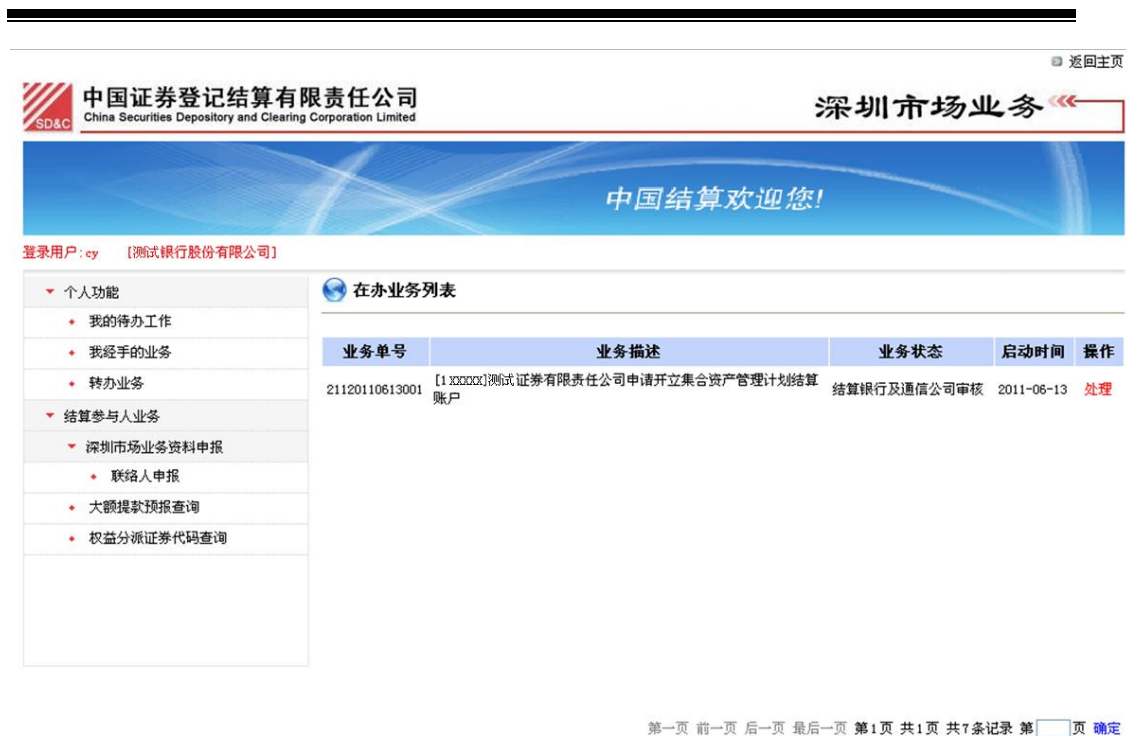 返回主页
SD&C
中国证券登记结算有限责任公司
China Securities Depository and Clearing Corporation Limited
深圳市场业务
中国结算欢迎您!
登录用户: cy [测试银行股份有限公司]
个人功能
我的待办工作
我经手的业务
转办业务
结算参与人业务
深圳市场业务资料申报
联络人申报
大额提款预报查询
权益分派证券代码查询
在办业务列表
业务单号 业务描述 业务状态 启动时间 操作
21120110613001 [1XXXXX]测试证券有限责任公司申请开立集合资产管理计划结算 结算银行及通信公司审核 2011-06-13 处理
账户
第一页 前一页 后一页 最后一页 第1页 共1页 共7条记录 第 页 确定